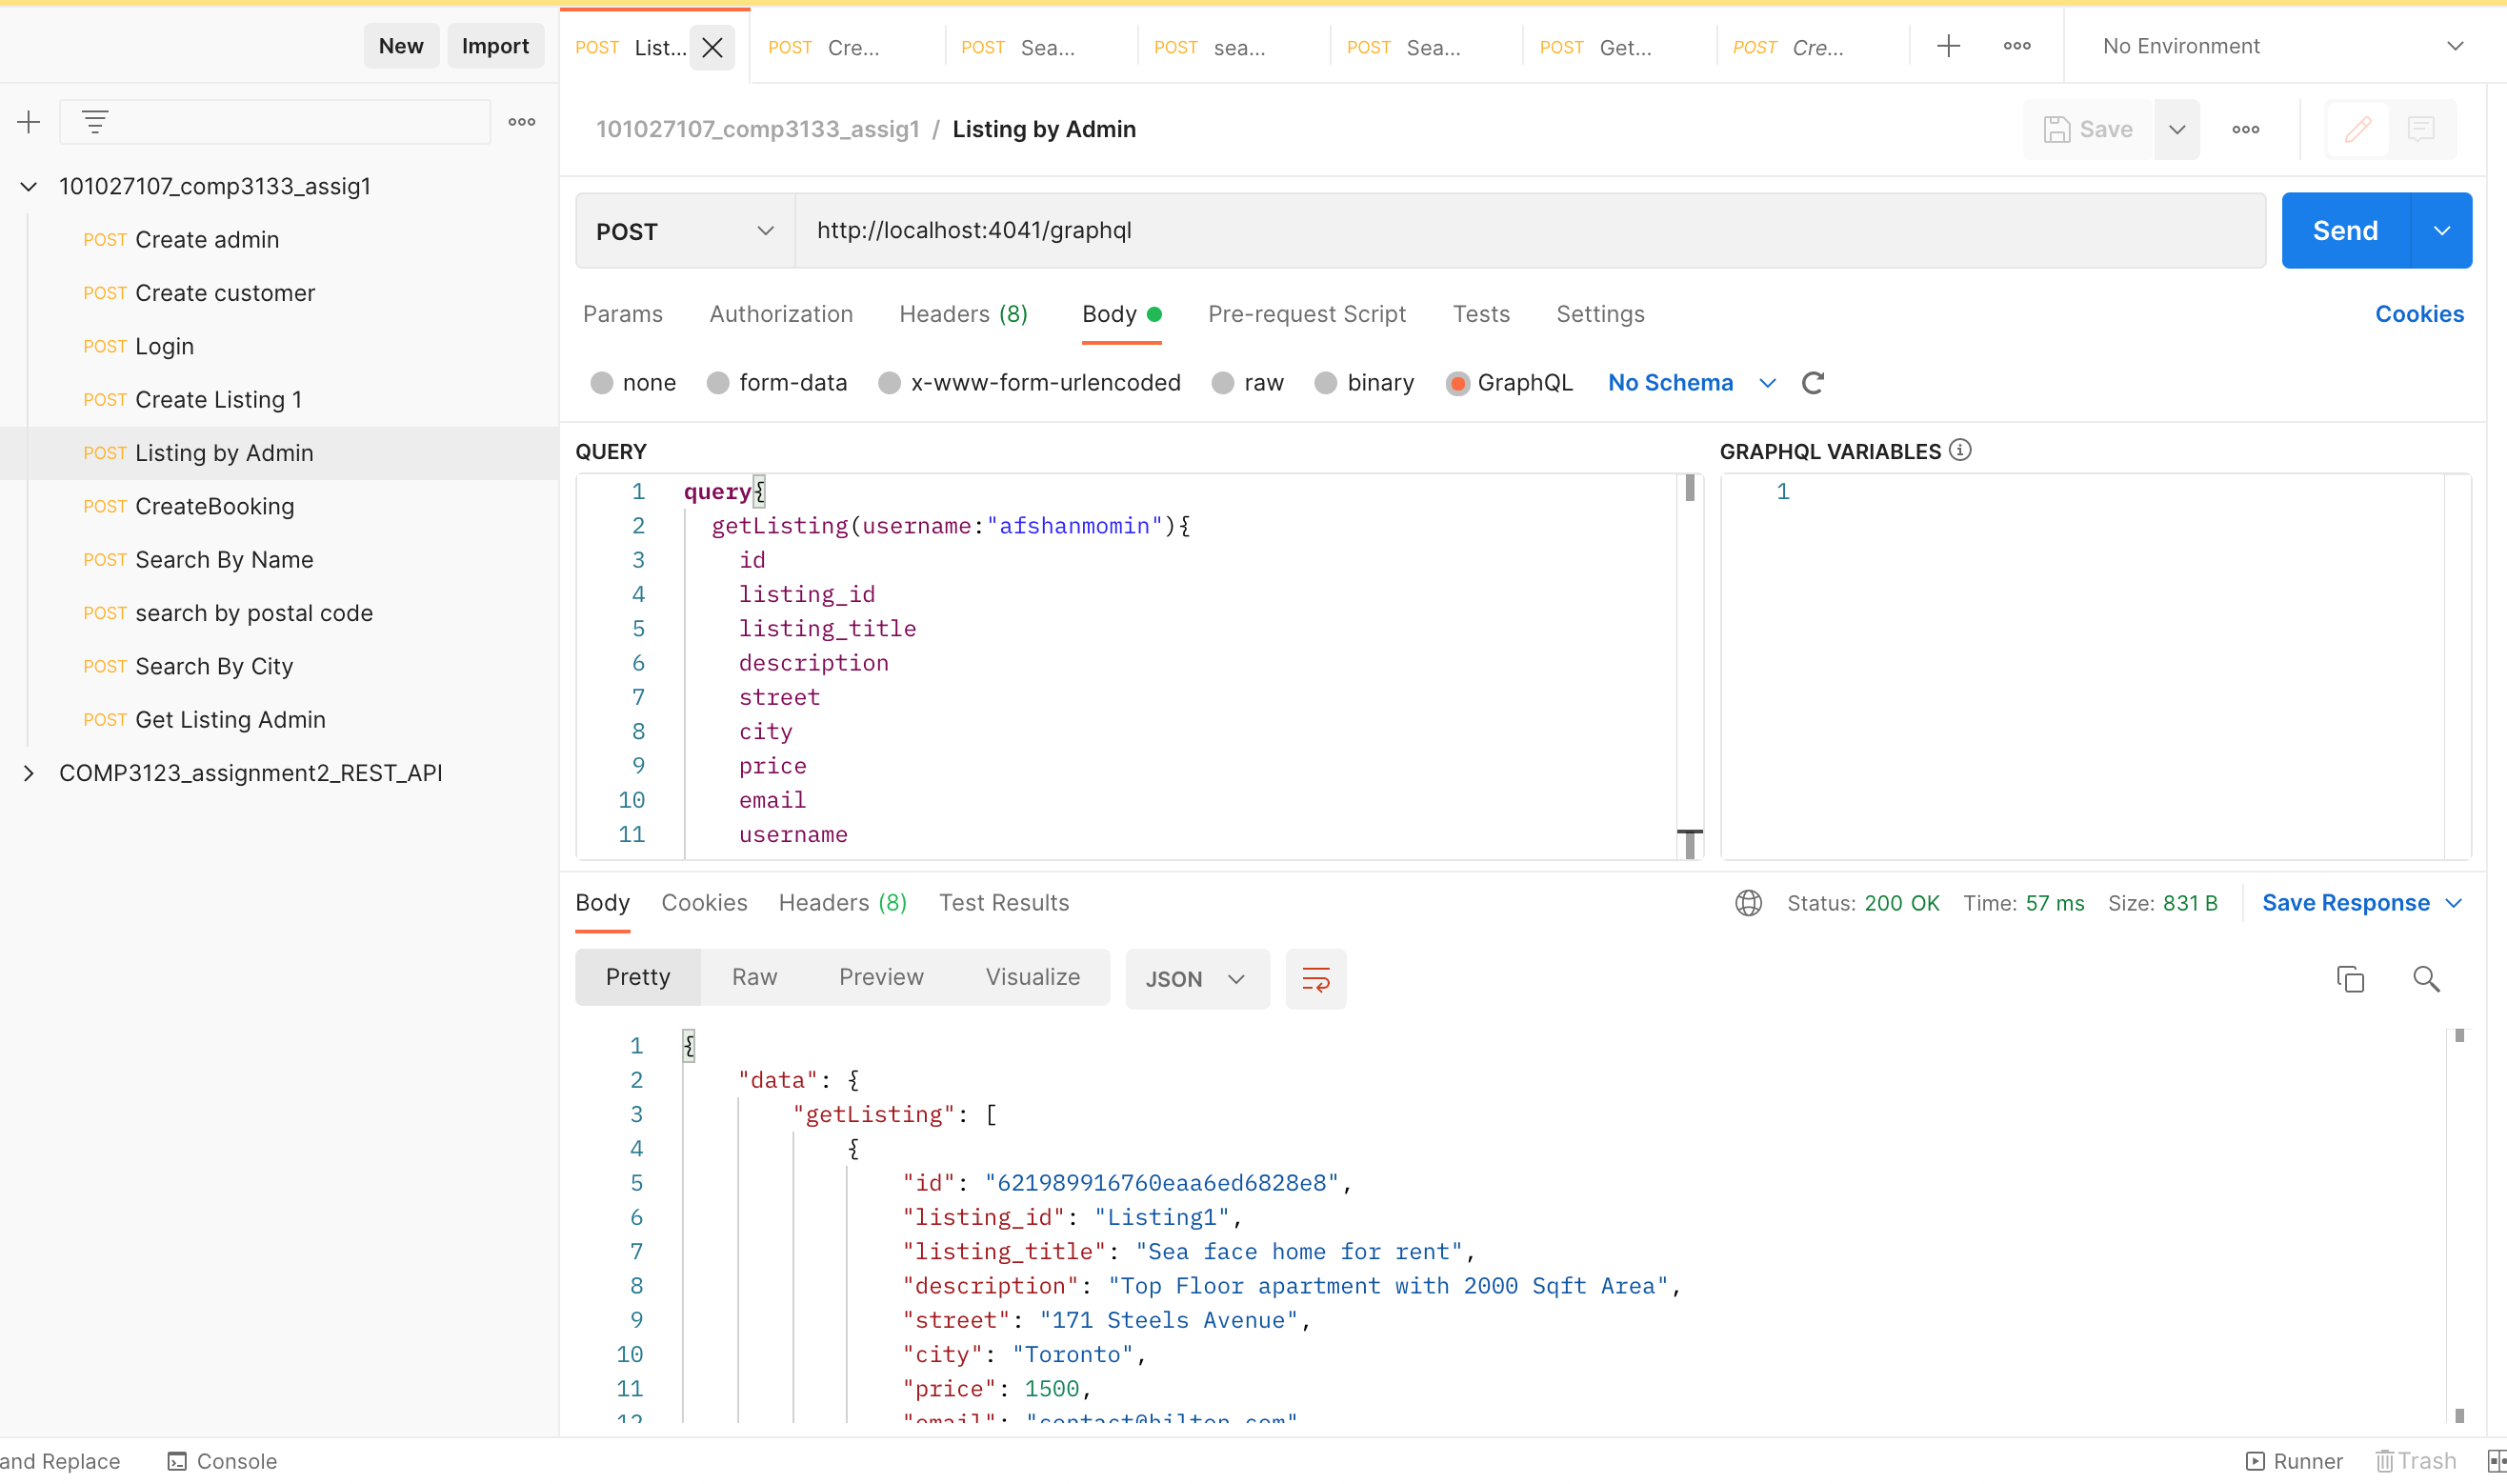 New Import
POST List... POST Cre... POST Sea... POST sea... POST Sea... POST Get... POST Cre... No Environment
101027107_comp3133_assig1 / Listing by Admin Save
101027107_comp3133_assig1
POST Create admin
POST Create customer
POST Login
POST Create Listing 1
POST Listing by Admin
POST CreateBooking
POST Search By Name
POST search by postal code
POST Search By City
POST Get Listing Admin
COMP3123_assignment2_REST_API
POST http://localhost:4041/graphql Send
Params Authorization Headers (8) Body Pre-request Script Tests Settings Cookies
none form-data x-www-form-urlencoded raw binary GraphQL No Schema
QUERY
1 query{
2 getListing(username:"afshanmomin"){
3 id
4 listing_id
5 listing_title
6 description
7 street
8 city
9 price
10 email
11 username
GRAPHQL VARIABLES
1
Body Cookies Headers (8) Test Results Status: 200 OK Time: 57 ms Size: 831 B Save Response
Pretty Raw Preview Visualize JSON
1 {
2 "data": {
3 "getListing": [
4 {
5 "id": "621989916760eaa6ed6828e8",
6 "listing_id": "Listing1",
7 "listing_title": "Sea face home for rent",
8 "description": "Top Floor apartment with 2000 Sqft Area",
9 "street": "171 Steels Avenue",
10 "city": "Toronto",
11 "price": 1500,
12 "email":
and Replace Console Runner Trash